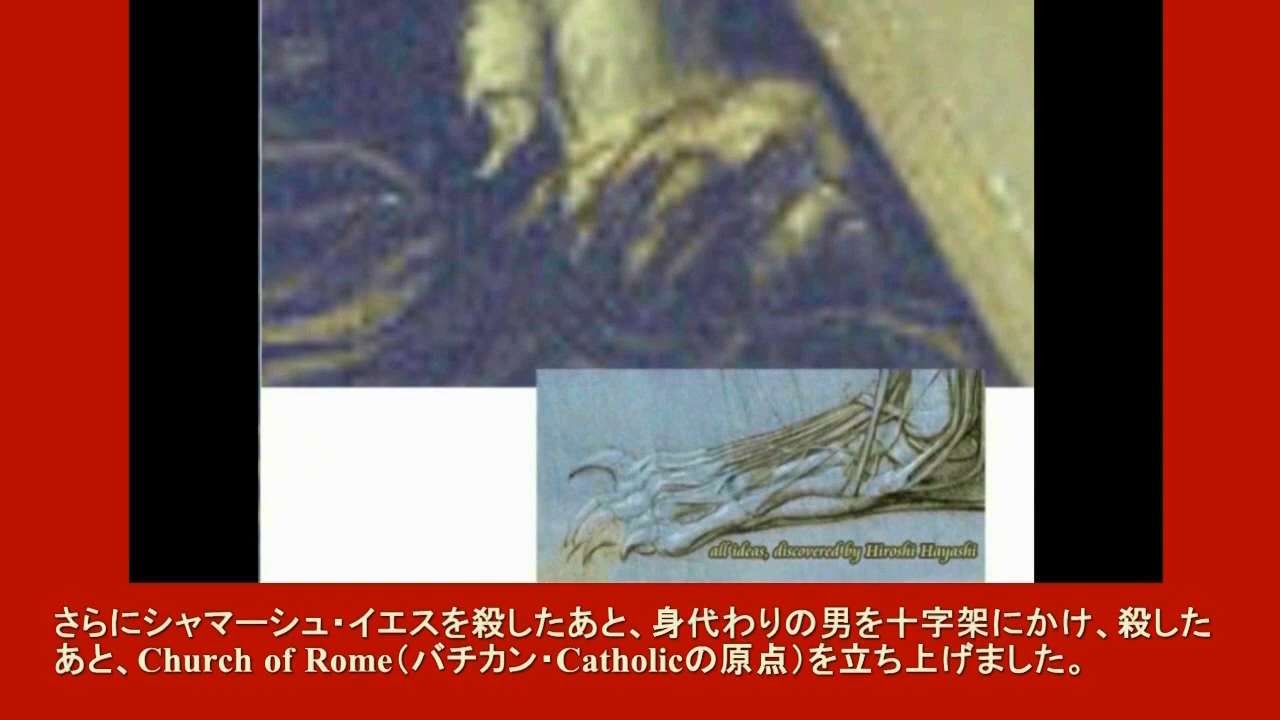 all ideas, discovered by Hiroshi Hayashi
さらにシャマーシュ・イエスを殺したあと、身代わりの男を十字架にかけ、殺した
あと、Church of Rome（バチカン・Catholicの原点）を立ち上げました。